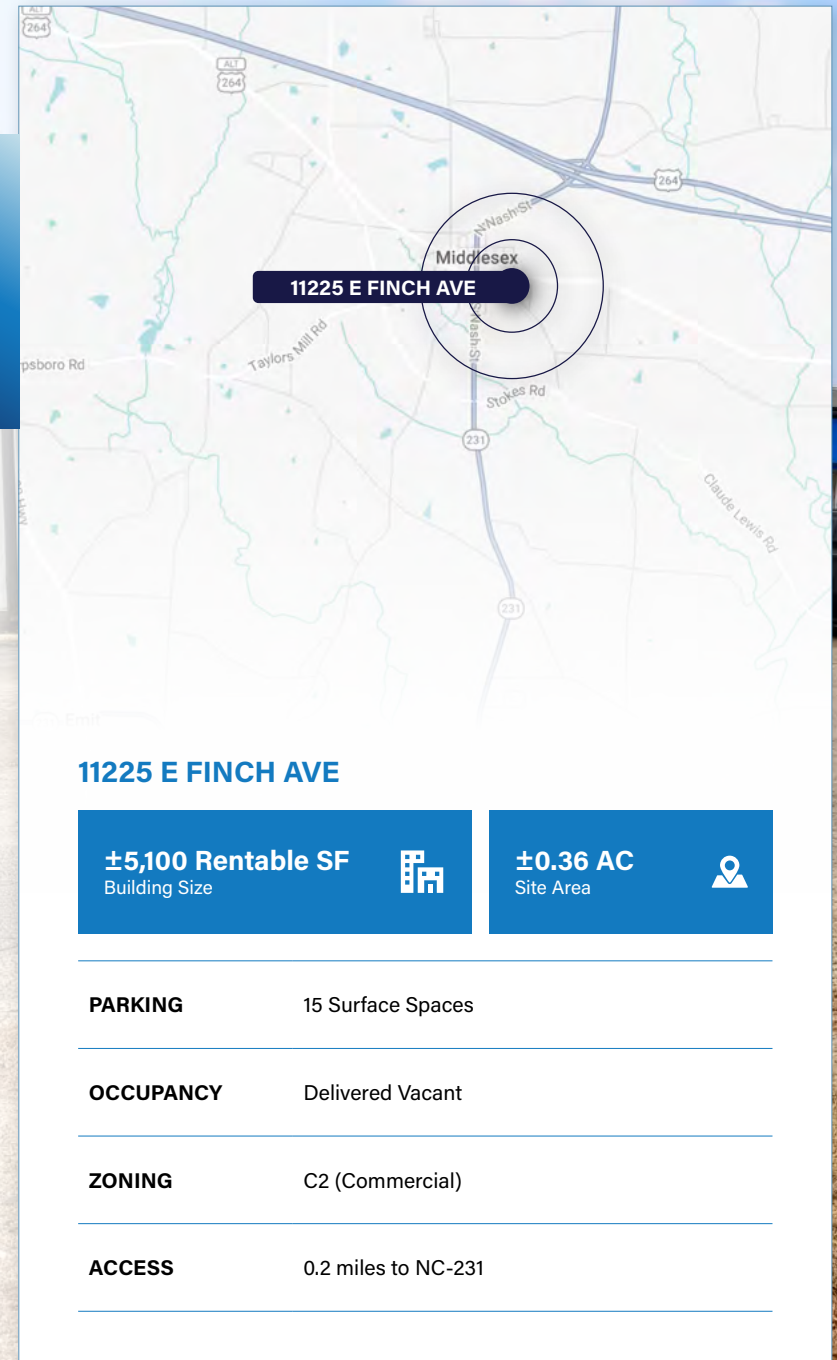 ALT
264
ALT
264
264
N Nash St
Middlesex
11225 E FINCH AVE
S Nash St
Taylors Mill Rd
psboro Rd
Stokes Rd
231
Claude Lewis Rd
231
Emit
11225 E FINCH AVE
±5,100 Rentable SF
Building Size
±0.36 AC
Site Area
PARKING 15 Surface Spaces
OCCUPANCY Delivered Vacant
ZONING C2 (Commercial)
ACCESS 0.2 miles to NC-231